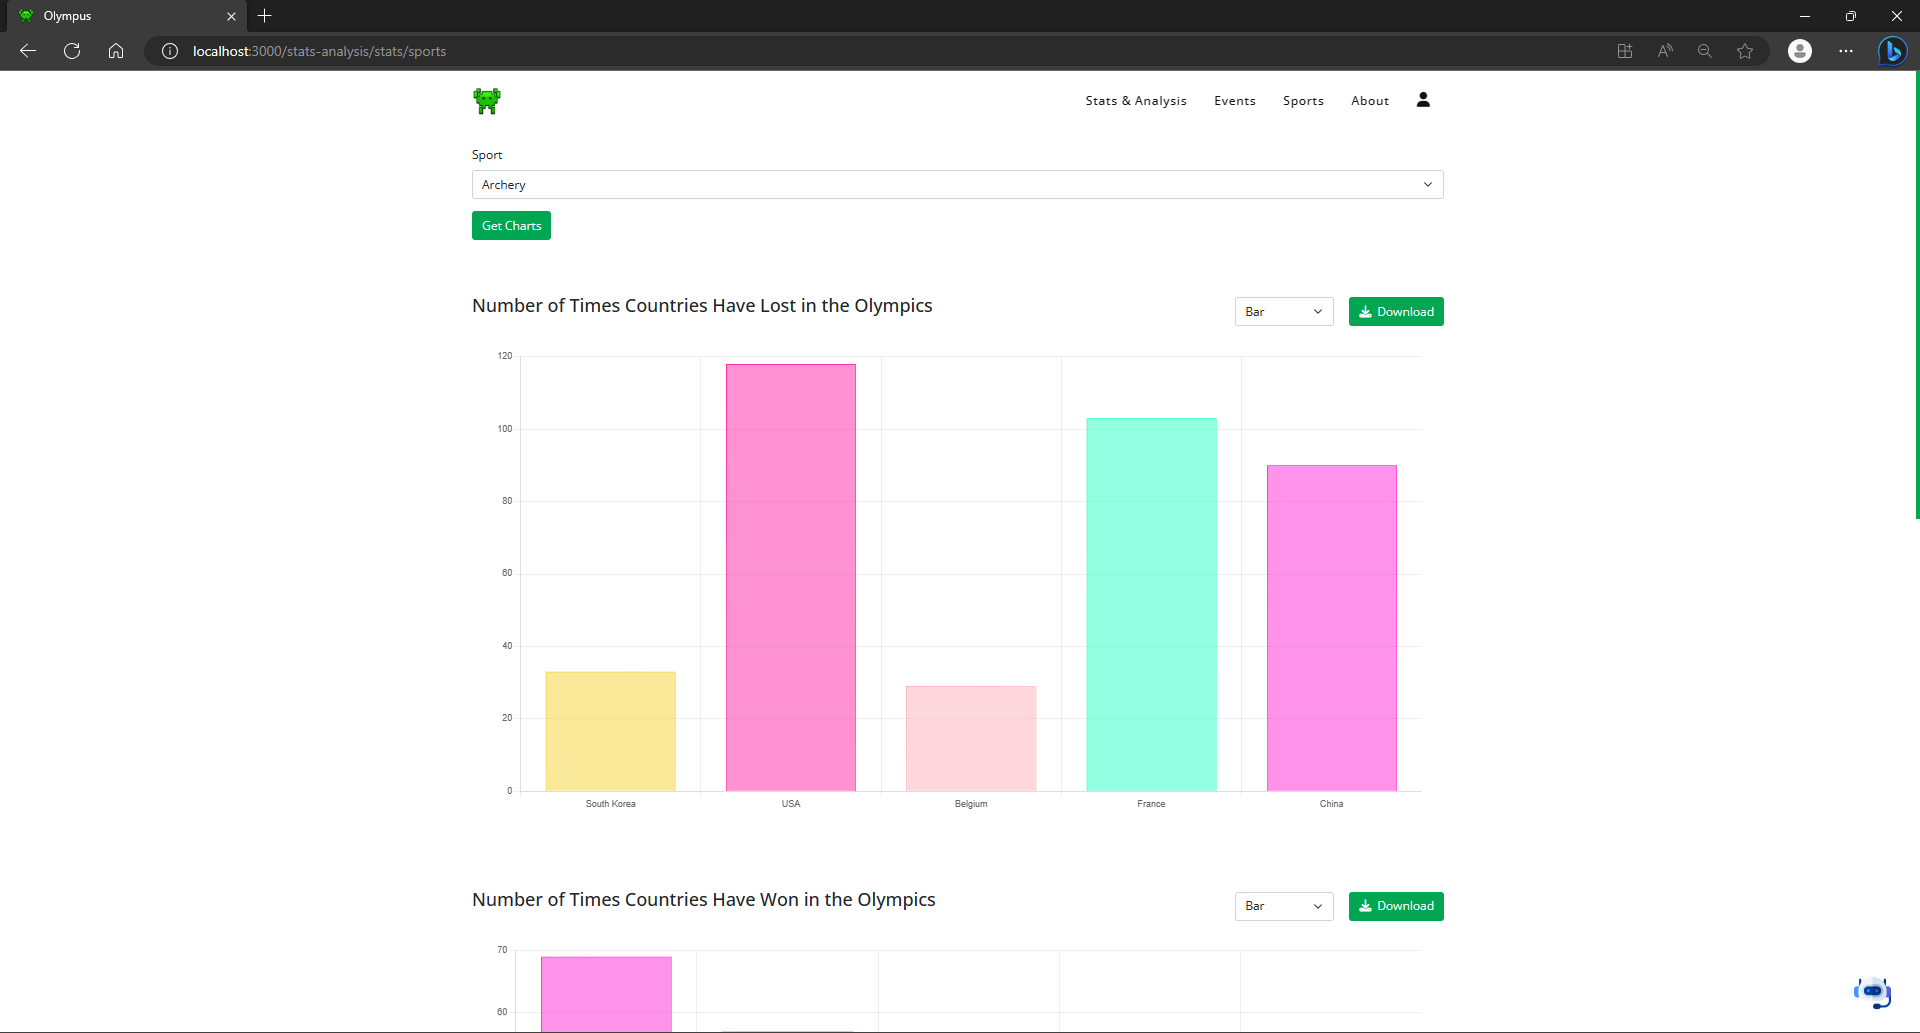 Olympus
localhost:3000/stats-analysis/stats/sports
Stats & Analysis Events Sports About
Sport
Archery
Get Charts
Number of Times Countries Have Lost in the Olympics
Bar
Download
120
100
80
60
40
20
0
South Korea USA Belgium France China
Number of Times Countries Have Won in the Olympics
Bar
Download
70
60